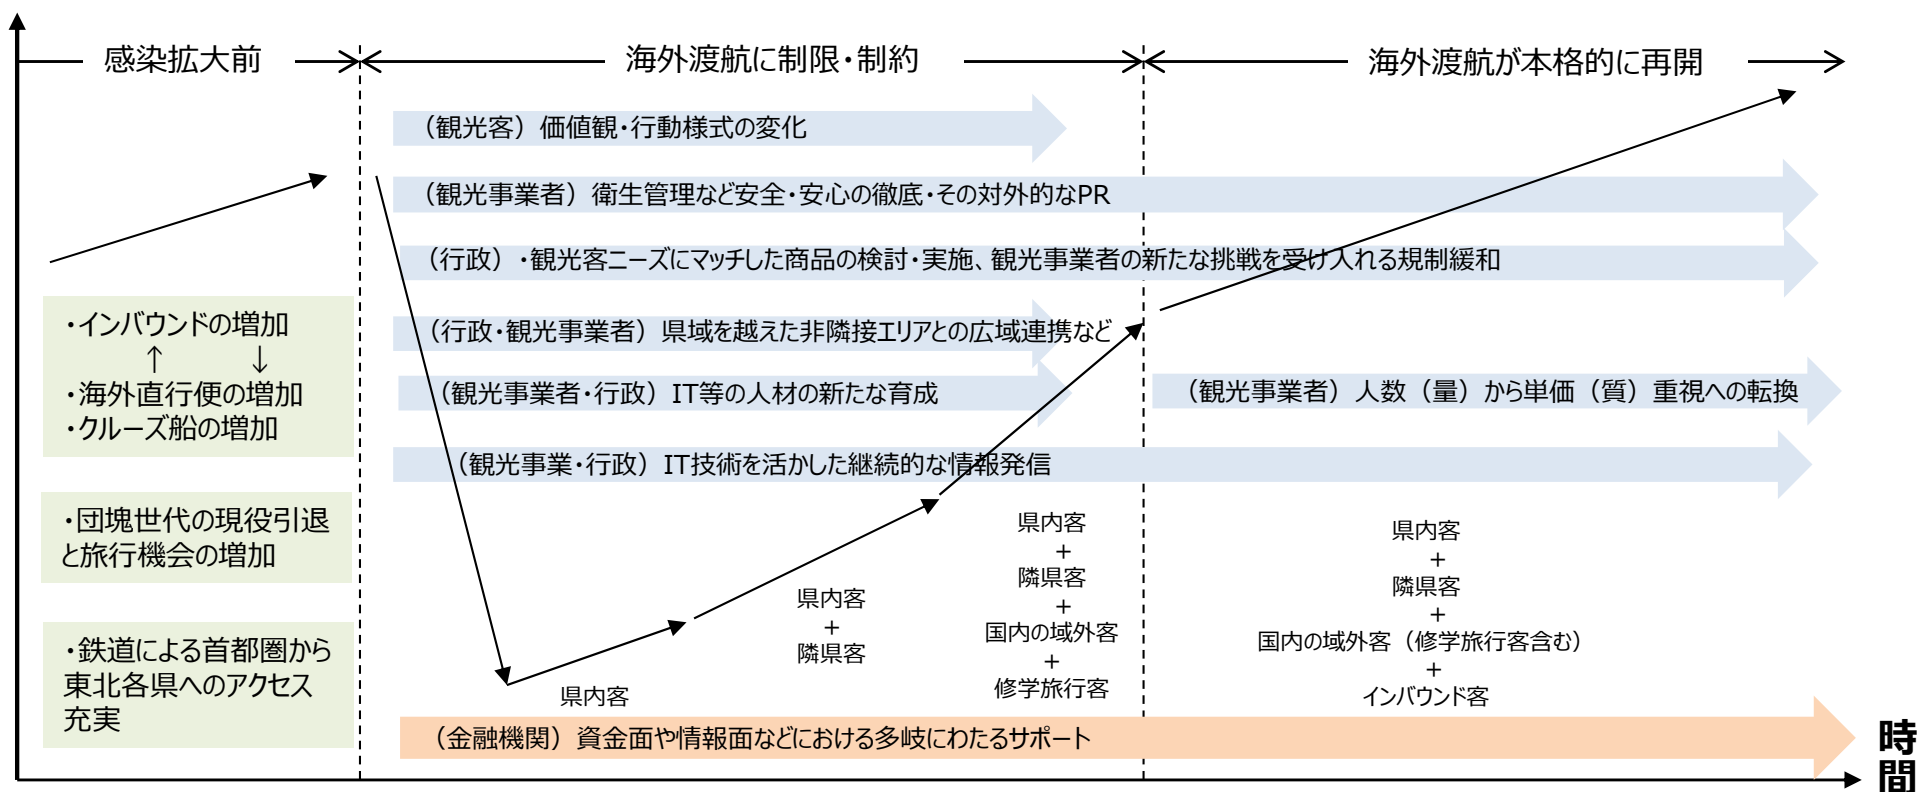 感染拡大前
海外渡航に制限・制約
海外渡航が本格的に再開
（観光客）価値観・行動様式の変化
（観光事業者）衛生管理など安全・安心の徹底・その対外的なPR
（行政）・観光客ニーズにマッチした商品の検討・実施、観光事業者の新たな挑戦を受け入れる規制緩和
（行政・観光事業者）県域を越えた非隣接エリアとの広域連携など
（観光事業者・行政）IT等の人材の新たな育成
（観光事業者）人数（量）から単価（質）重視への転換
（観光事業・行政）IT技術を活かした継続的な情報発信
・インバウンドの増加
↑ ↓
・海外直行便の増加
・クルーズ船の増加
・団塊世代の現役引退
と旅行機会の増加
・鉄道による首都圏から
東北各県へのアクセス
充実
県内客
県内客
+
隣県客
県内客
+
隣県客
+
国内の域外客
+
修学旅行客
県内客
+
隣県客
+
国内の域外客（修学旅行客含む）
+
インバウンド客
（金融機関）資金面や情報面などにおける多岐にわたるサポート
時間